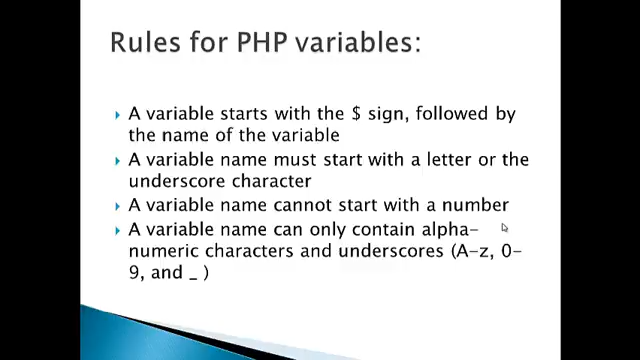 Rules for PHP variables:
A variable starts with the $ sign, followed by
the name of the variable
A variable name must start with a letter or the
underscore character
A variable name cannot start with a number
A variable name can only contain alpha-
numeric characters and underscores (A-z, 0-
9, and _ )